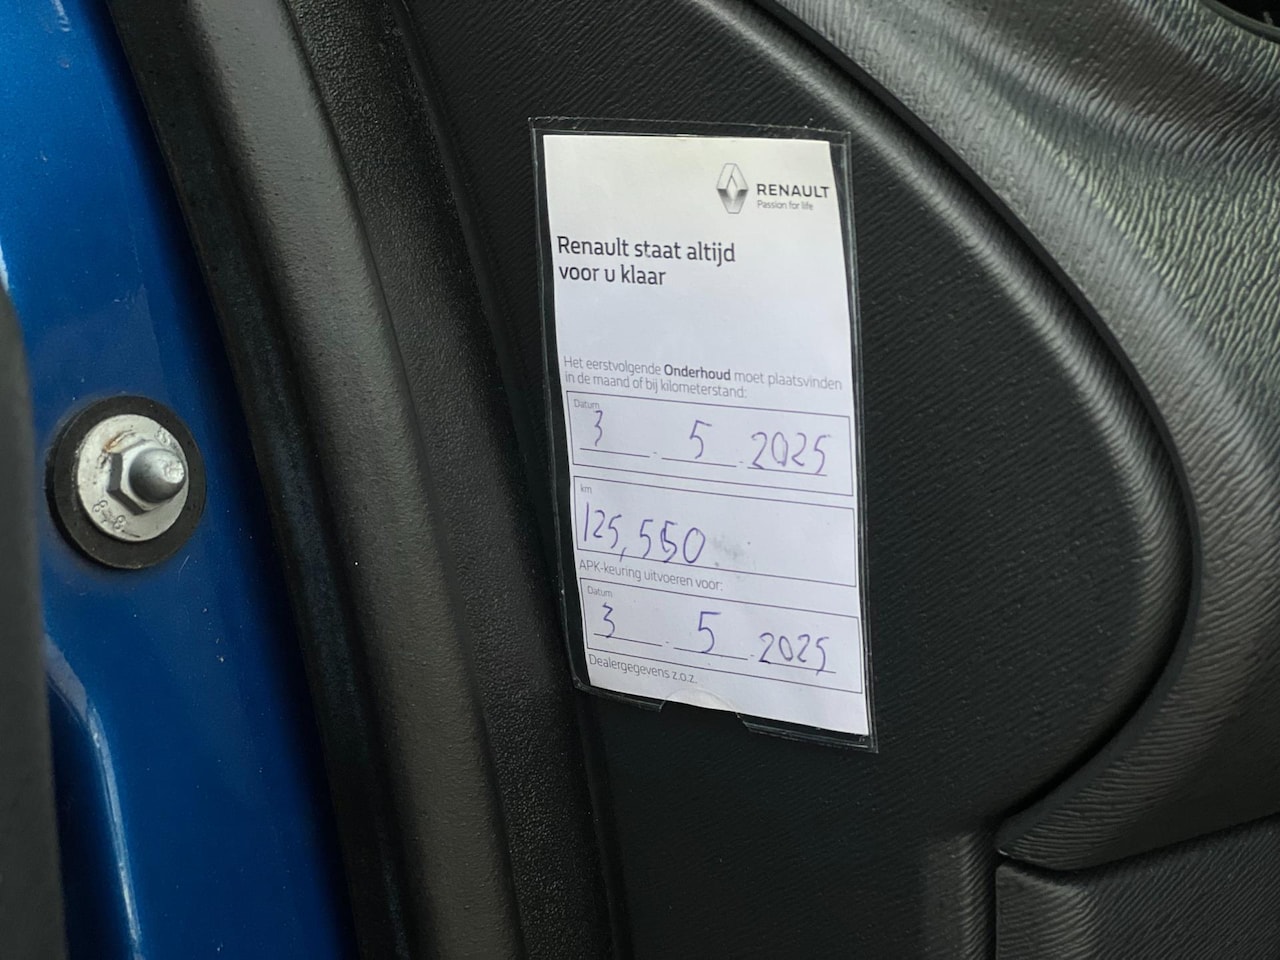 RENAULT
Passion for life
Renault staat altijd
voor u klaar
Het eerstvolgende Onderhoud moet plaatsvinden
in de maand of bij kilometerstand:
Datum
3 . 5 . 2025
km
125,550
APK-keuring uitvoeren voor:
Datum
3 . 5 . 2025
Dealergegevens z.o.z.